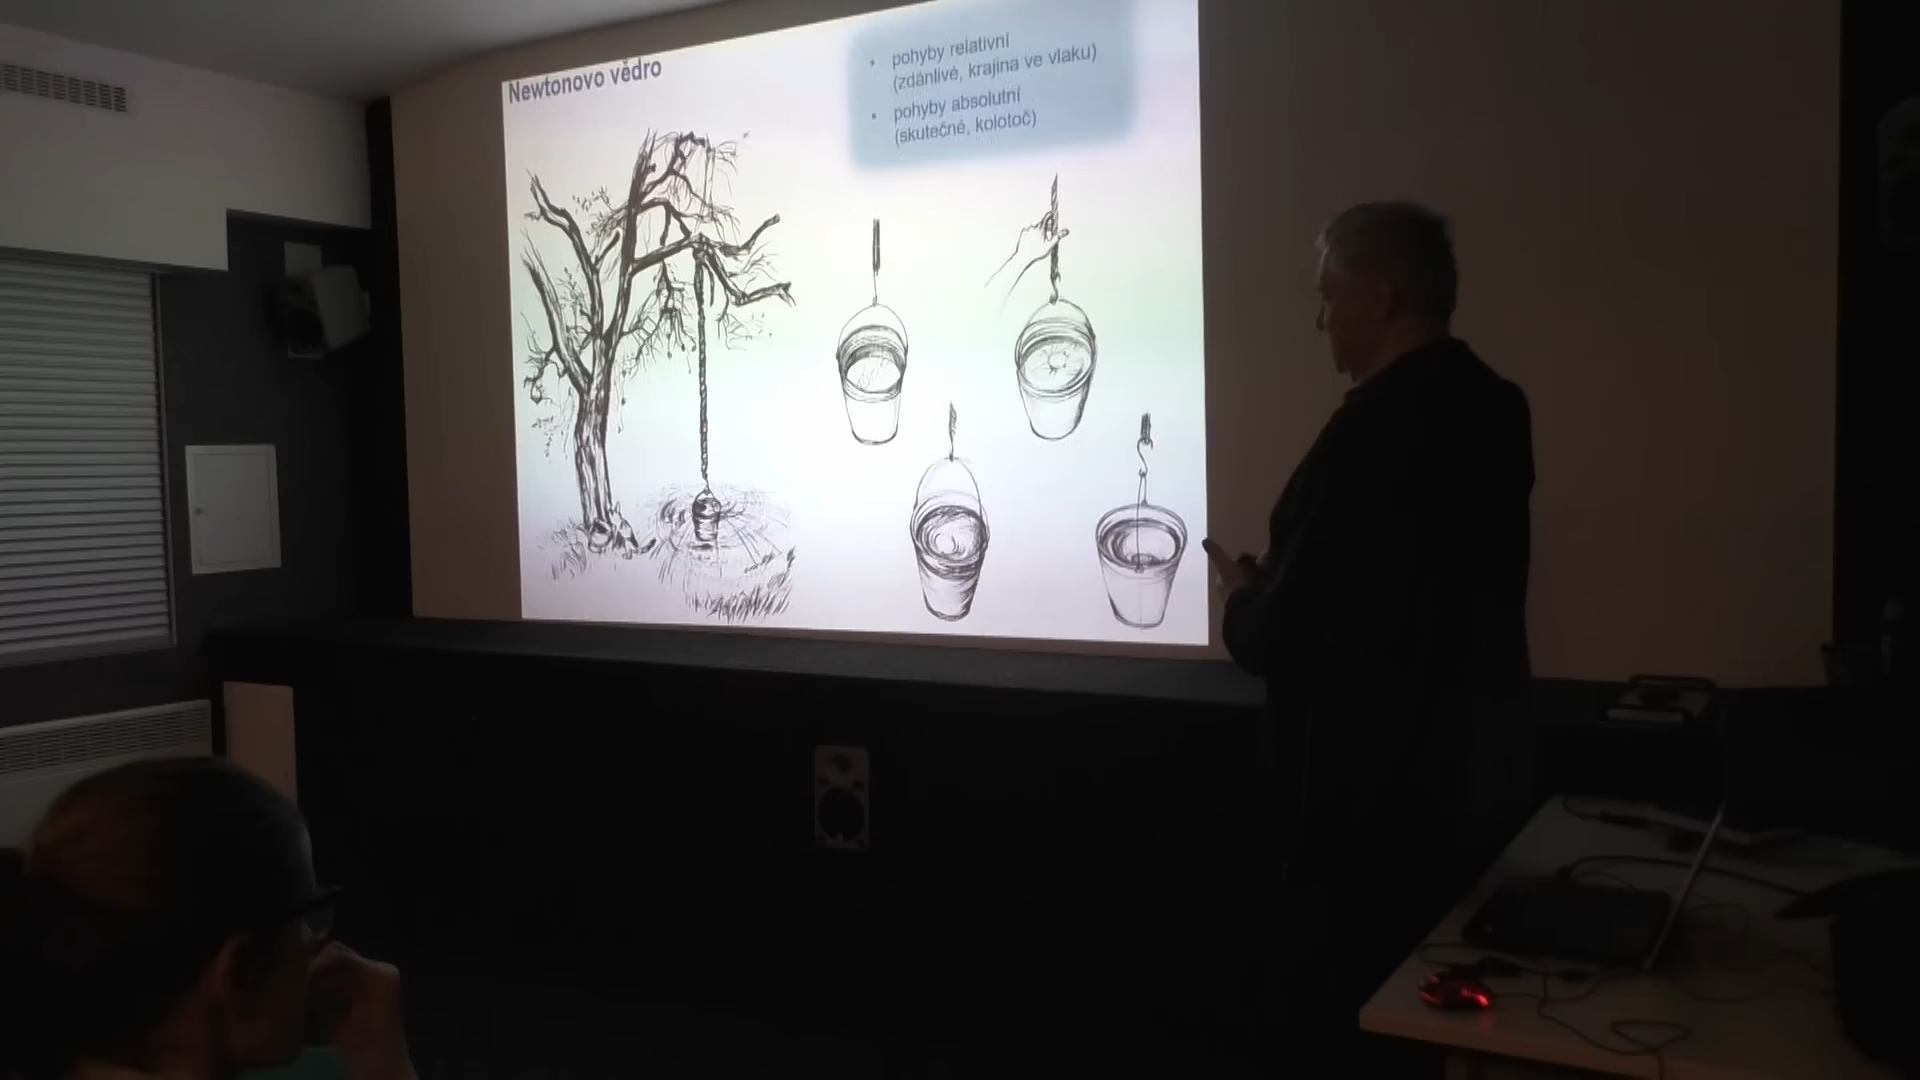 Newtonovo vědro
• pohyby relativní
(zdánlivé, krajina ve vlaku)
• pohyby absolutní
(skutečné, kolotoč)